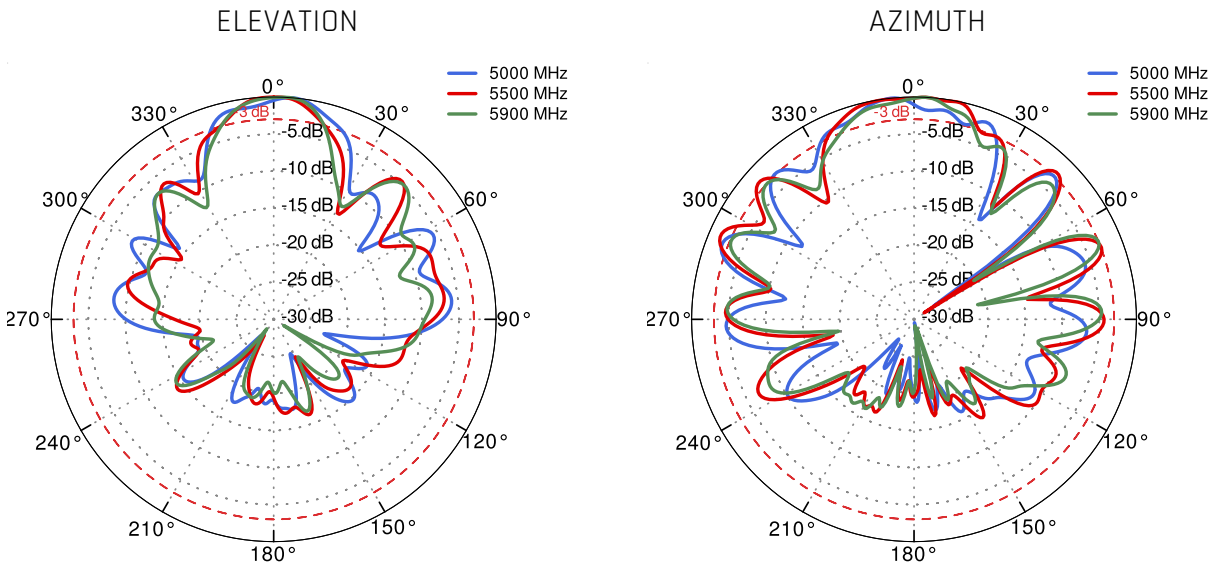 ELEVATION
5000 MHz
5500 MHz
5900 MHz
0°
30°
60°
90°
120°
150°
180°
210°
240°
270°
300°
330°
-3 dB
-5 dB
-10 dB
-15 dB
-20 dB
-25 dB
-30 dB
AZIMUTH
5000 MHz
5500 MHz
5900 MHz
0°
30°
60°
90°
120°
150°
180°
210°
240°
270°
300°
330°
-3 dB
-5 dB
-10 dB
-15 dB
-20 dB
-25 dB
-30 dB